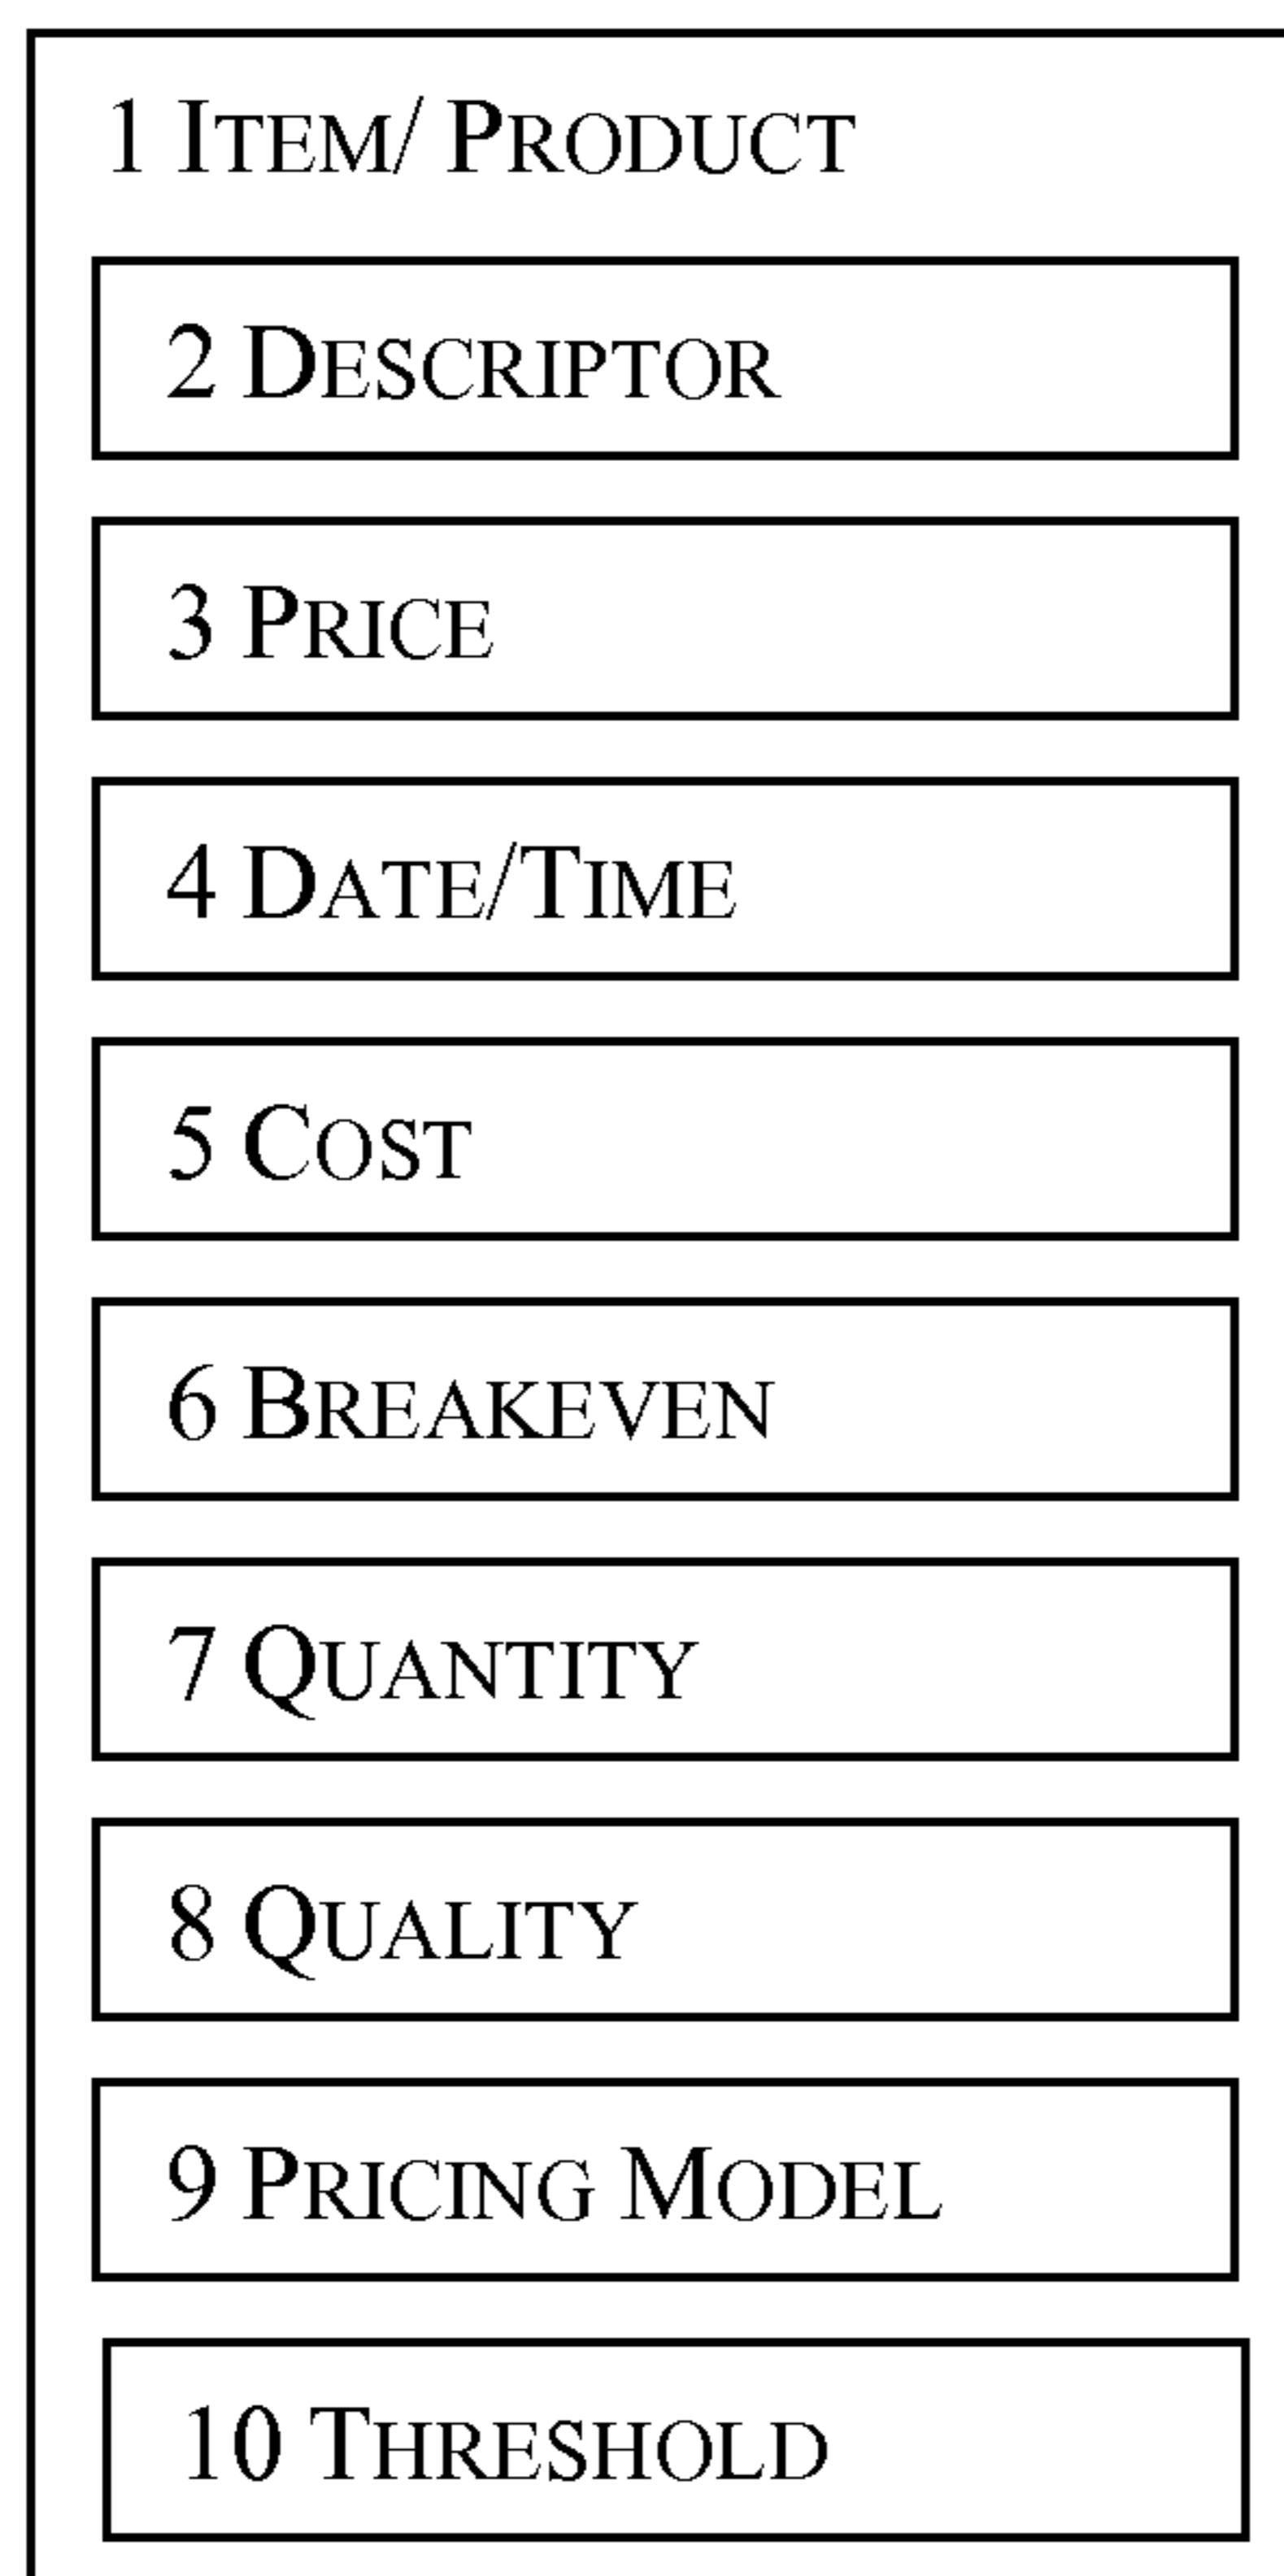 1 Item/ Product
2 Descriptor
3 Price
4 Date/Time
5 Cost
6 Breakeven
7 Quantity
8 Quality
9 Pricing Model
10 Threshold